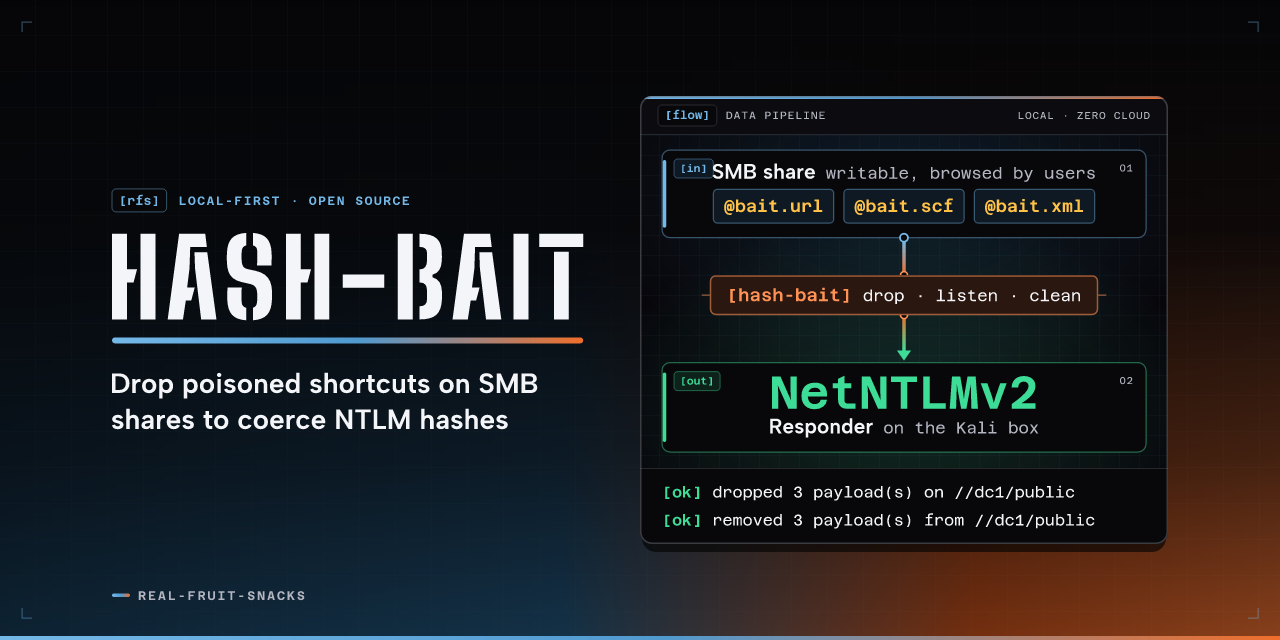 [rfs] LOCAL-FIRST · OPEN SOURCE
HASH-BAIT
Drop poisoned shortcuts on SMB
shares to coerce NTLM hashes
REAL-FRUIT-SNACKS
[flow] DATA PIPELINE LOCAL · ZERO CLOUD
[in] SMB share writable, browsed by users 01
@bait.url @bait.scf @bait.xml
[hash-bait] drop · listen · clean
[out] NetNTLMv2 02
Responder on the Kali box
[ok] dropped 3 payload(s) on //dc1/public
[ok] removed 3 payload(s) from //dc1/public